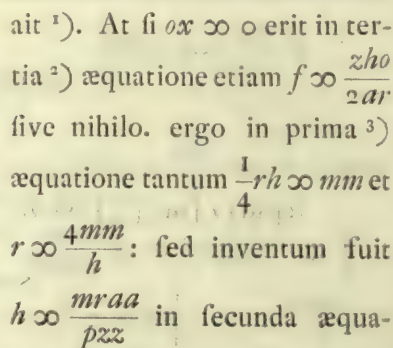 ait ¹). At ſi ox ∞ o erit in ter-
tia ²) æquatione etiam f ∞ zho/2ar
ſive nihilo. ergo in prima ³)
æquatione tantum 1/4 rh ∞ mm et
r ∞ 4mm/h : ſed inventum fuit
h ∞ mraa/pzz in ſecunda æqua-